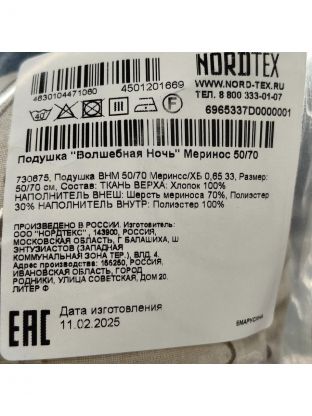 NORDTEX
WWW.NORD-TEX.RU
ТЕЛ. 8 800 333-01-07
4630104471060
4501201669
6965337D0000001
40
F
Подушка "Волшебная Ночь" Меринос 50/70
730675, Подушка ВНМ 50/70 Меринос/ХБ 0,65 33, Размер:
50/70 см, Состав: ТКАНЬ ВЕРХА: Хлопок 100%
НАПОЛНИТЕЛЬ ВНЕШ: Шерсть мериноса 70%, Полиэстер
30% НАПОЛНИТЕЛЬ ВНУТР: Полиэстер 100%
ПРОИЗВЕДЕНО В РОССИИ. Изготовитель:
ООО "НОРДТЕКС", 143900, РОССИЯ,
МОСКОВСКАЯ ОБЛАСТЬ, Г БАЛАШИХА, Ш
ЭНТУЗИАСТОВ (ЗАПАДНАЯ
КОММУНАЛЬНАЯ ЗОНА ТЕР.), ВЛД. 4.
Адрес производства: 155250, РОССИЯ,
ИВАНОВСКАЯ ОБЛАСТЬ, ГОРОД
РОДНИКИ, УЛИЦА СОВЕТСКАЯ, ДОМ 20.
ЛИТЕР Ф
EAC
Дата изготовления
11.02.2025